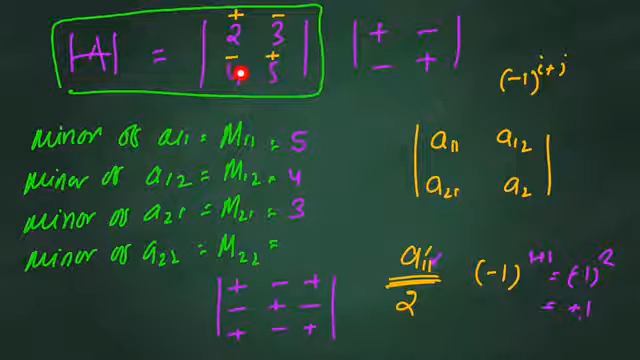 |A| = | 2 3 | | + - |
+ -
- +
| 4 5 | | - + |
(-1)^{i+j}
minor of a11 = M11 = 5
minor of a12 = M12 = 4
minor of a21 = M21 = 3
minor of a22 = M22 =
| a11 a12 |
| a21 a2 |
| + - + |
| - + - |
| + - + |
a11
2
(-1)^{1+1} = (-1)^2
= +1